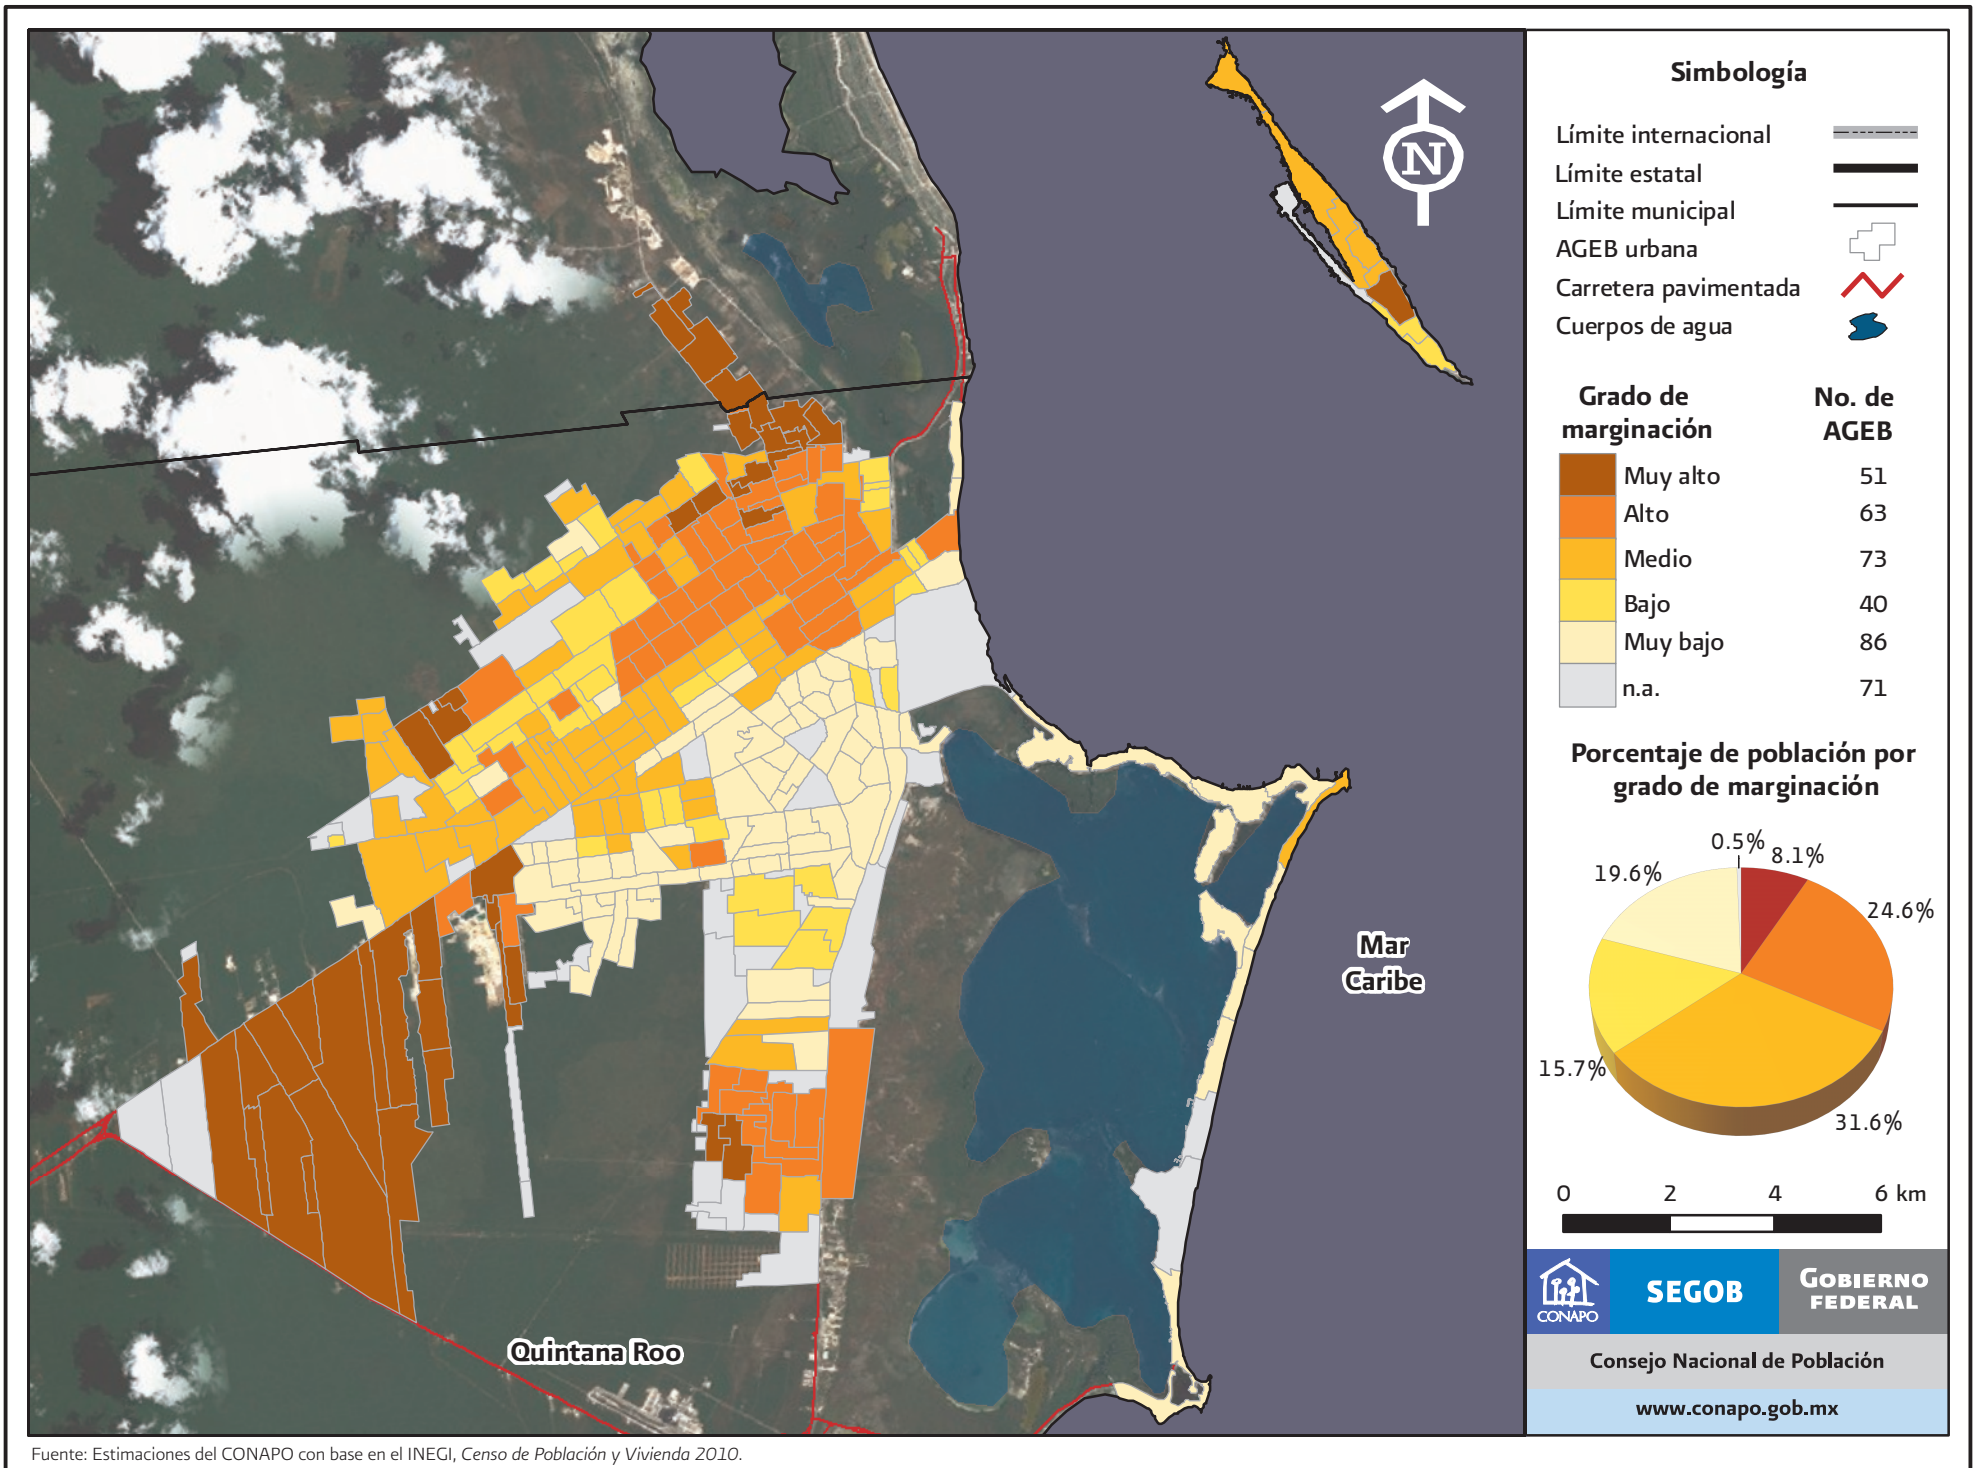 N
Mar
Caribe
Quintana Roo
Simbología
Límite internacional
Límite estatal
Límite municipal
AGEB urbana
Carretera pavimentada
Cuerpos de agua
Grado de marginación No. de AGEB
Muy alto 51
Alto 63
Medio 73
Bajo 40
Muy bajo 86
n.a. 71
Porcentaje de población por
grado de marginación
0.5%
8.1%
19.6%
24.6%
15.7%
31.6%
0 2 4 6 km
CONAPO
SEGOB
GOBIERNO
FEDERAL
Consejo Nacional de Población
www.conapo.gob.mx
Fuente: Estimaciones del CONAPO con base en el INEGI, Censo de Población y Vivienda 2010.